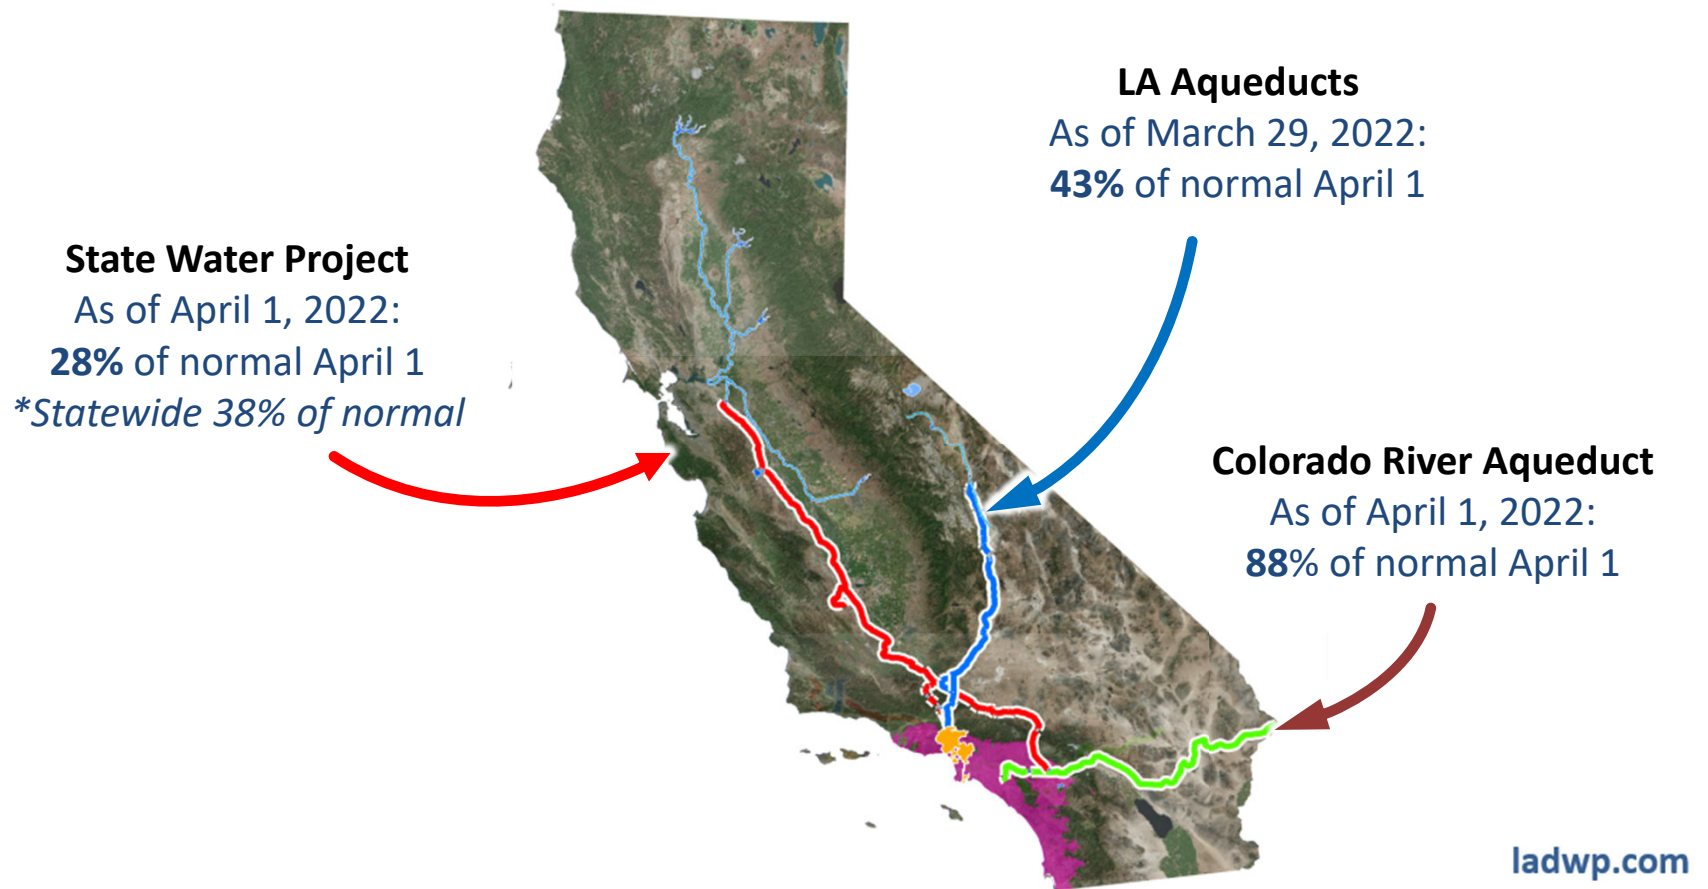 LA Aqueducts
As of March 29, 2022:
43% of normal April 1
State Water Project
As of April 1, 2022:
28% of normal April 1
*Statewide 38% of normal
Colorado River Aqueduct
As of April 1, 2022:
88% of normal April 1
ladwp.com